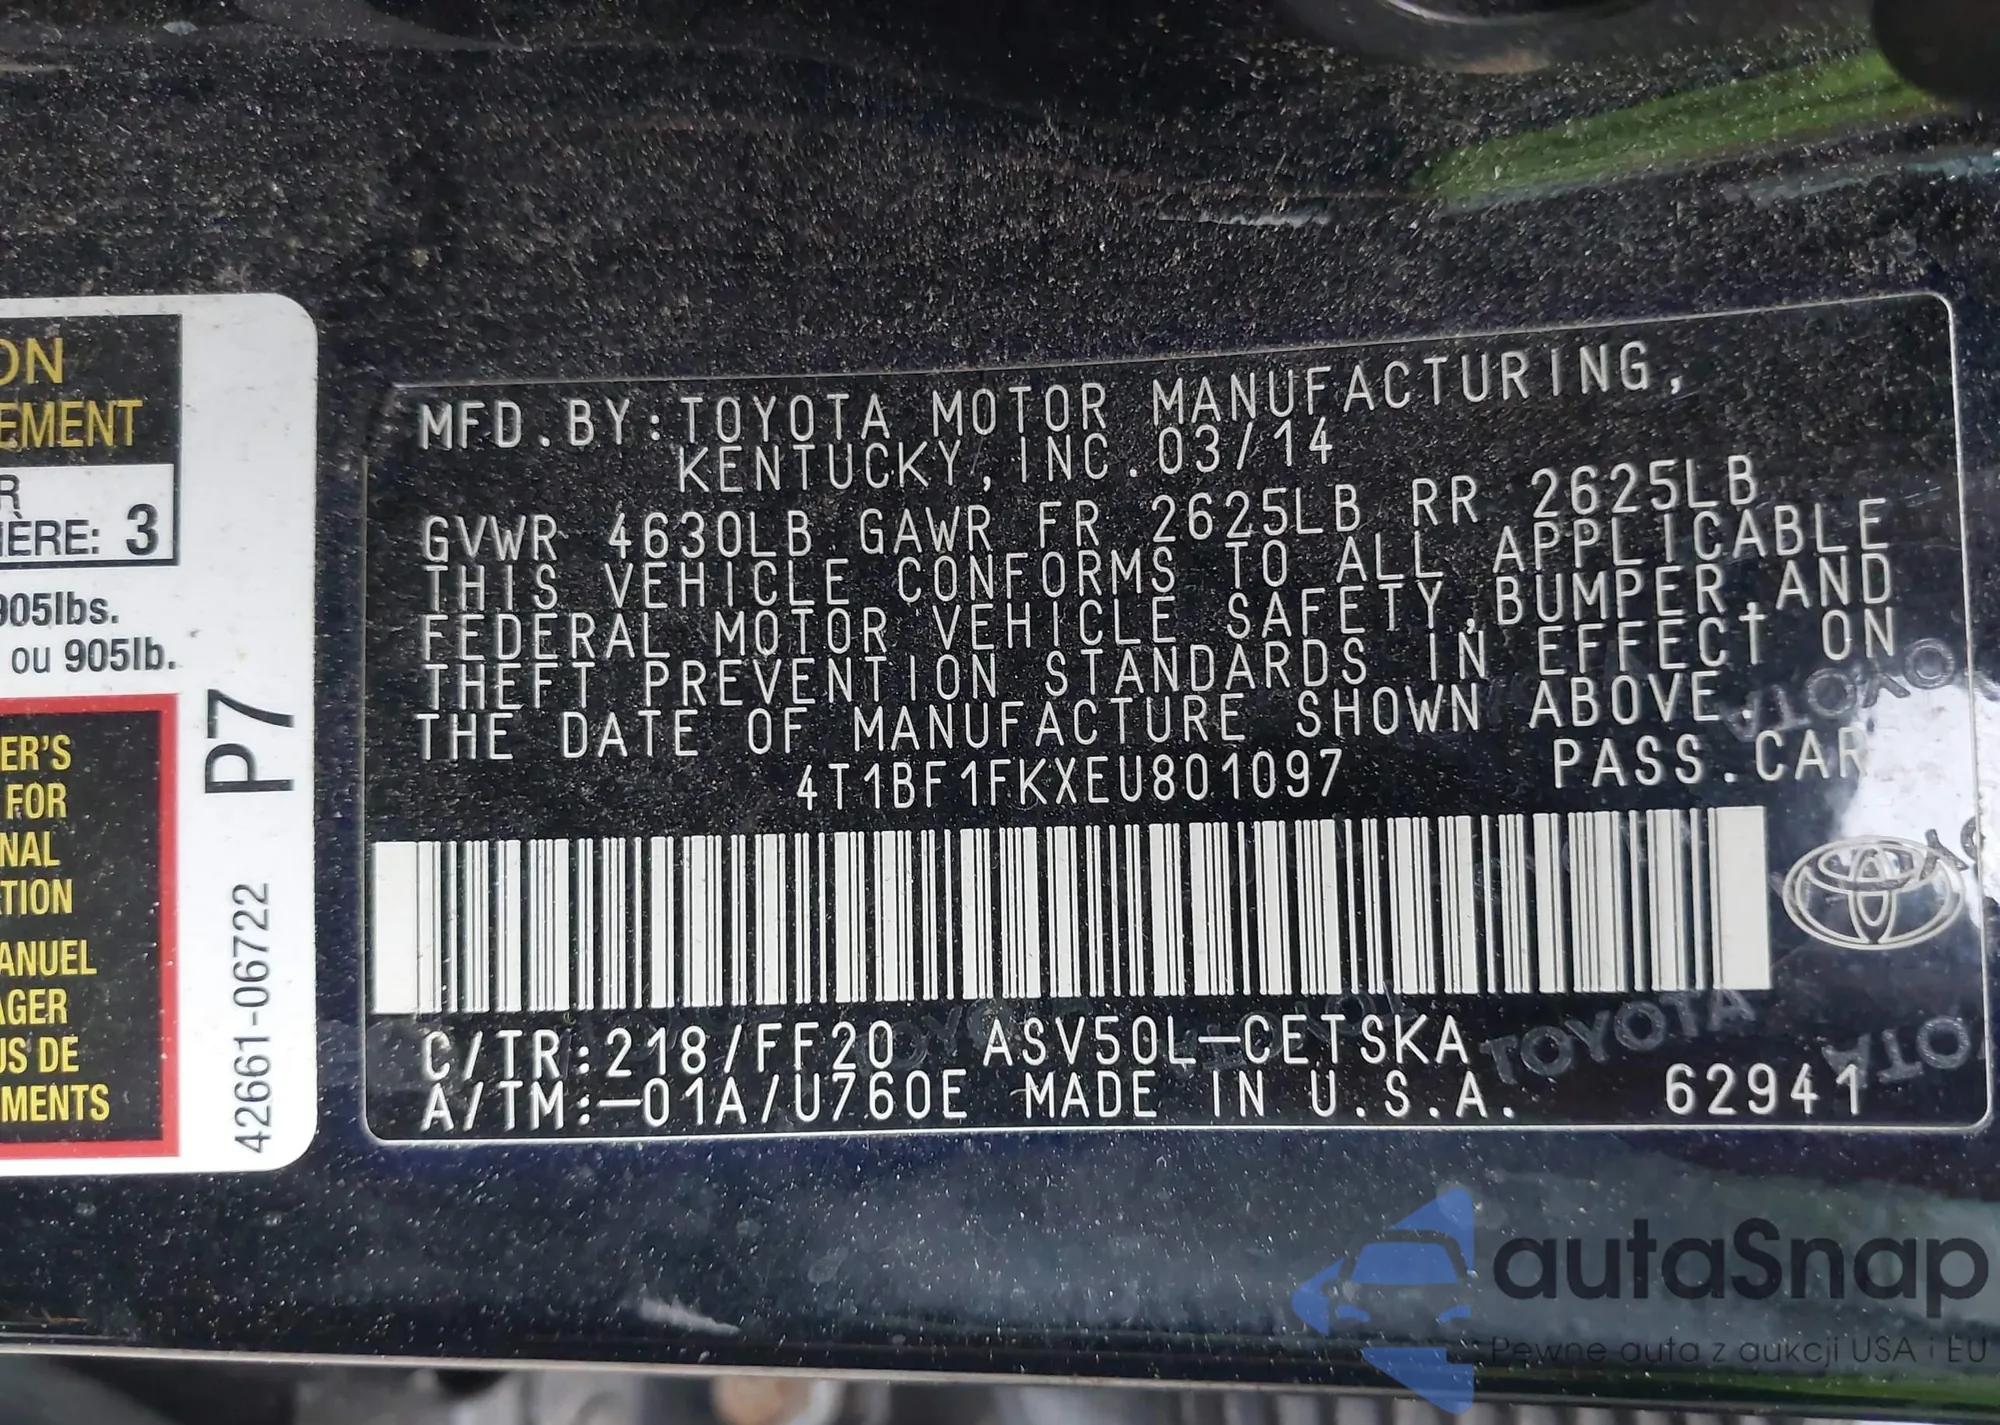 ON
EMENT
R
IÈRE: 3
905lbs.
ou 905lb.
ER'S
FOR
NAL
TION
ANUEL
AGER
US DE
MENTS
P7
42661-06722
MFD.BY:TOYOTA MOTOR MANUFACTURING,
KENTUCKY, INC.03/14
GVWR 4630LB GAWR FR 2625LB RR 2625LB
THIS VEHICLE CONFORMS TO ALL APPLICABLE
FEDERAL MOTOR VEHICLE SAFETY,BUMPER,AND
THEFT PREVENTION STANDARDS IN EFFECT ON
THE DATE OF MANUFACTURE SHOWN ABOVE.
4T1BF1FKXEU801097 PASS.CAR
C/TR:218/FF20 ASV50L-CETSKA
A/TM:-01A/U760E MADE IN U.S.A. 62941
TOYOTA
TOYOTA
autaSnap
Pewne auta z aukcji USA i EU